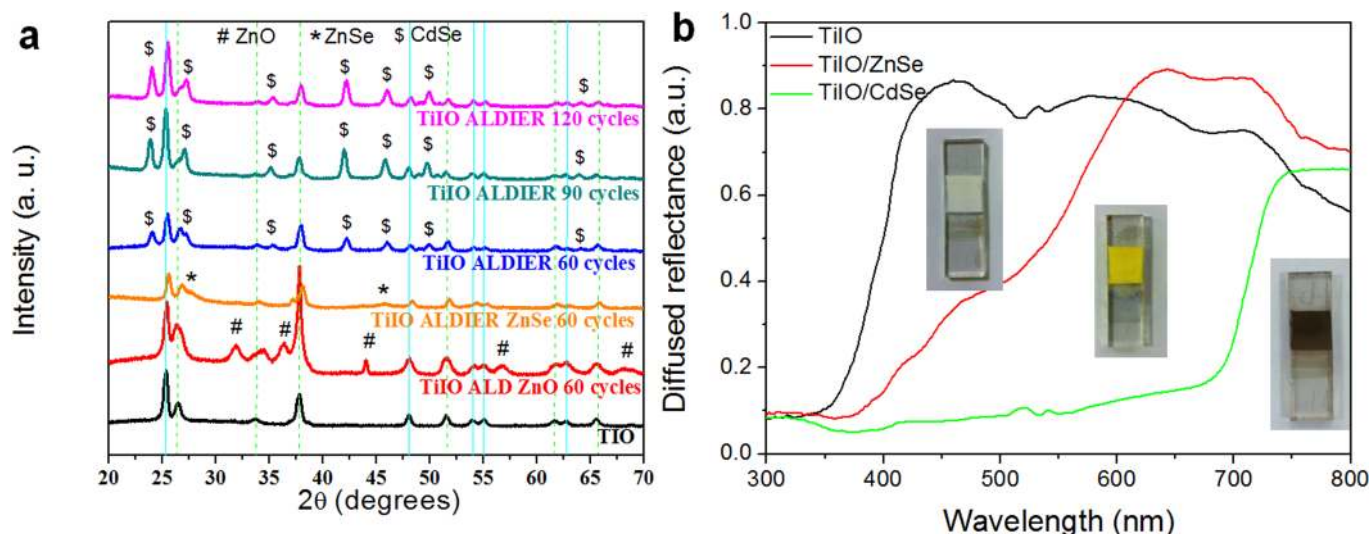 a
# ZnO *ZnSe $ CdSe
$ $ $ $ $ $ $
TiIO ALDIER 120 cycles
$ $ $ $ $ $ $
TiIO ALDIER 90 cycles
$ $ $ $ $ $ $
TiIO ALDIER 60 cycles
* *
TiIO ALDIER ZnSe 60 cycles
# # # # #
TiIO ALD ZnO 60 cycles
TIO
Intensity (a. u.)
20 25 30 35 40 45 50 55 60 65 70
2θ (degrees)
b
TiIO
TiIO/ZnSe
TiIO/CdSe
Diffused reflectance (a.u.)
1.0
0.8
0.6
0.4
0.2
0.0
300 400 500 600 700 800
Wavelength (nm)